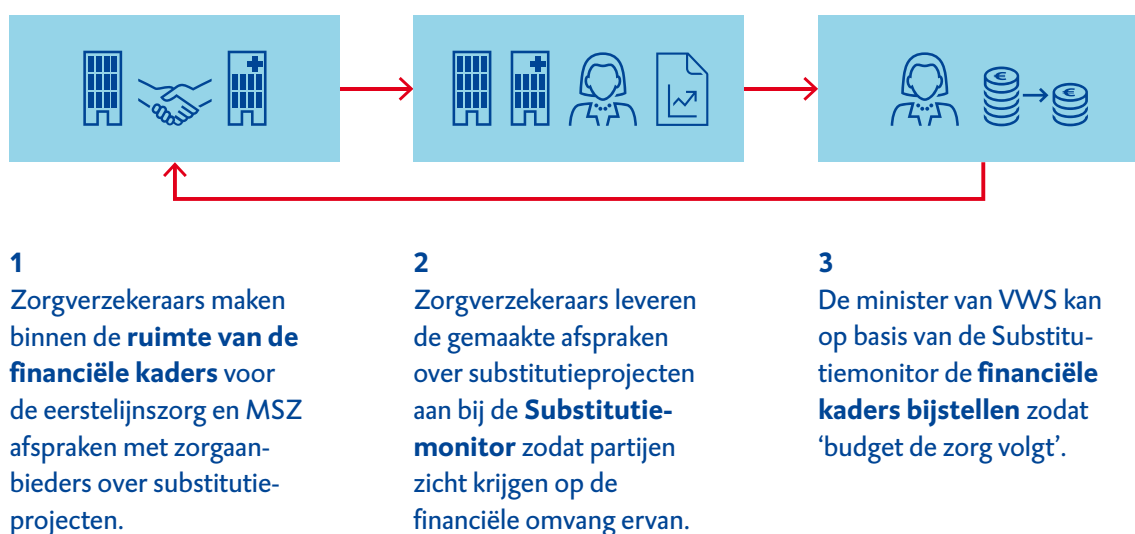 1
Zorgverzekeraars maken
binnen de ruimte van de
financiële kaders voor
de eerstelijnszorg en MSZ
afspraken met zorgaan-
bieders over substitutie-
projecten.
2
Zorgverzekeraars leveren
de gemaakte afspraken
over substitutieprojecten
aan bij de Substitutie-
monitor zodat partijen
zicht krijgen op de
financiële omvang ervan.
3
De minister van VWS kan
op basis van de Substitu-
tiemonitor de financiële
kaders bijstellen zodat
‘budget de zorg volgt’.